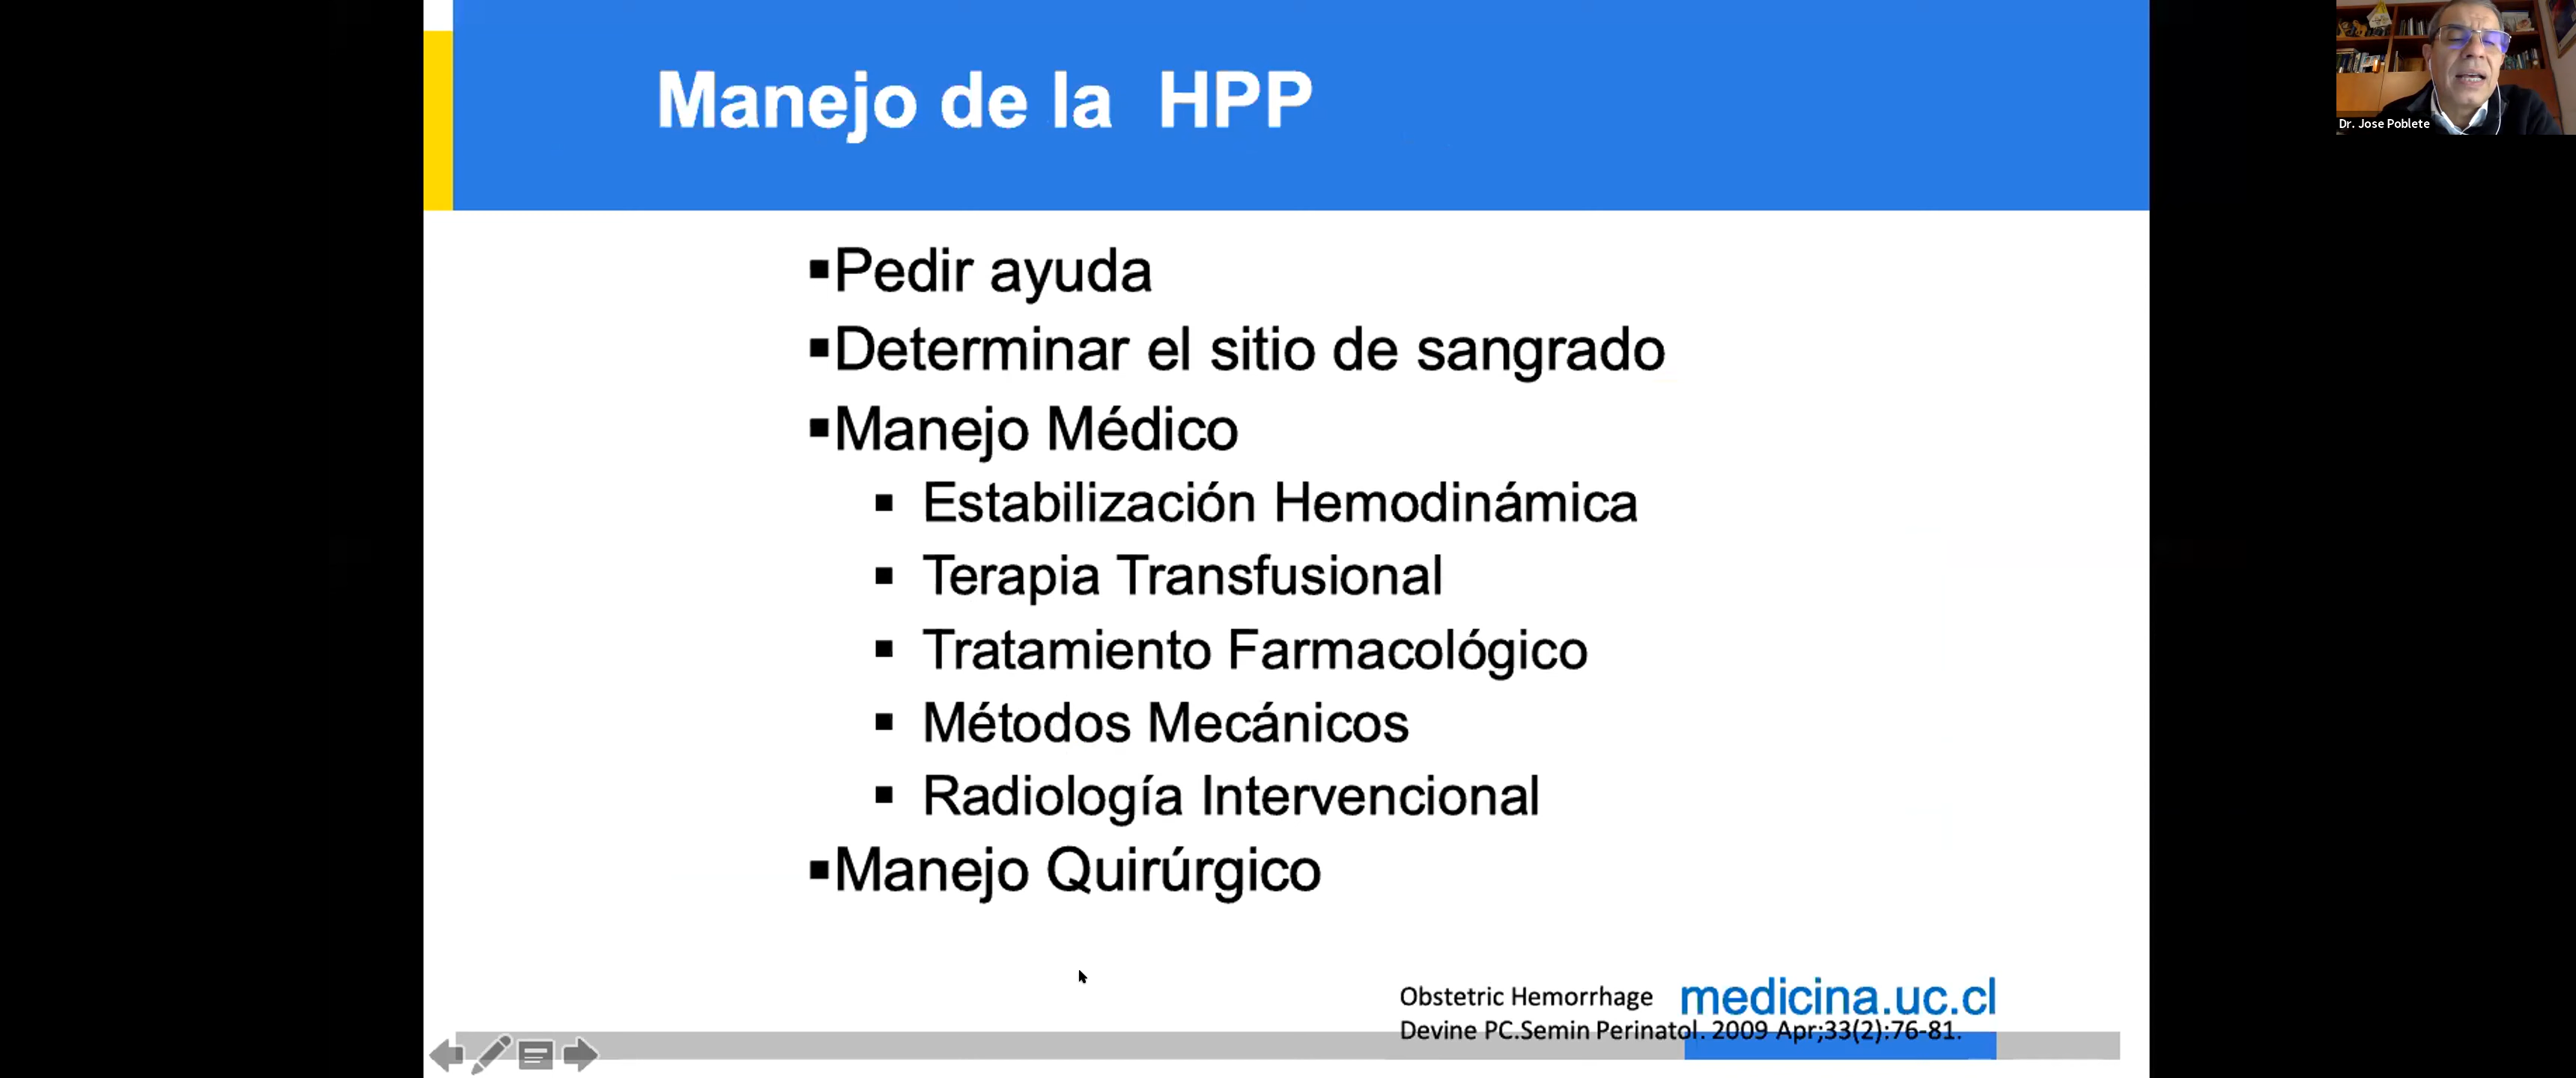 Manejo de la HPP
Dr. Jose Poblete
▪Pedir ayuda
▪Determinar el sitio de sangrado
▪Manejo Médico
▪ Estabilización Hemodinámica
▪ Terapia Transfusional
▪ Tratamiento Farmacológico
▪ Métodos Mecánicos
▪ Radiología Intervencional
▪Manejo Quirúrgico
Obstetric Hemorrhage
medicina.uc.cl
Devine PC.Semin Perinatol. 2009 Apr;33(2):76-81.